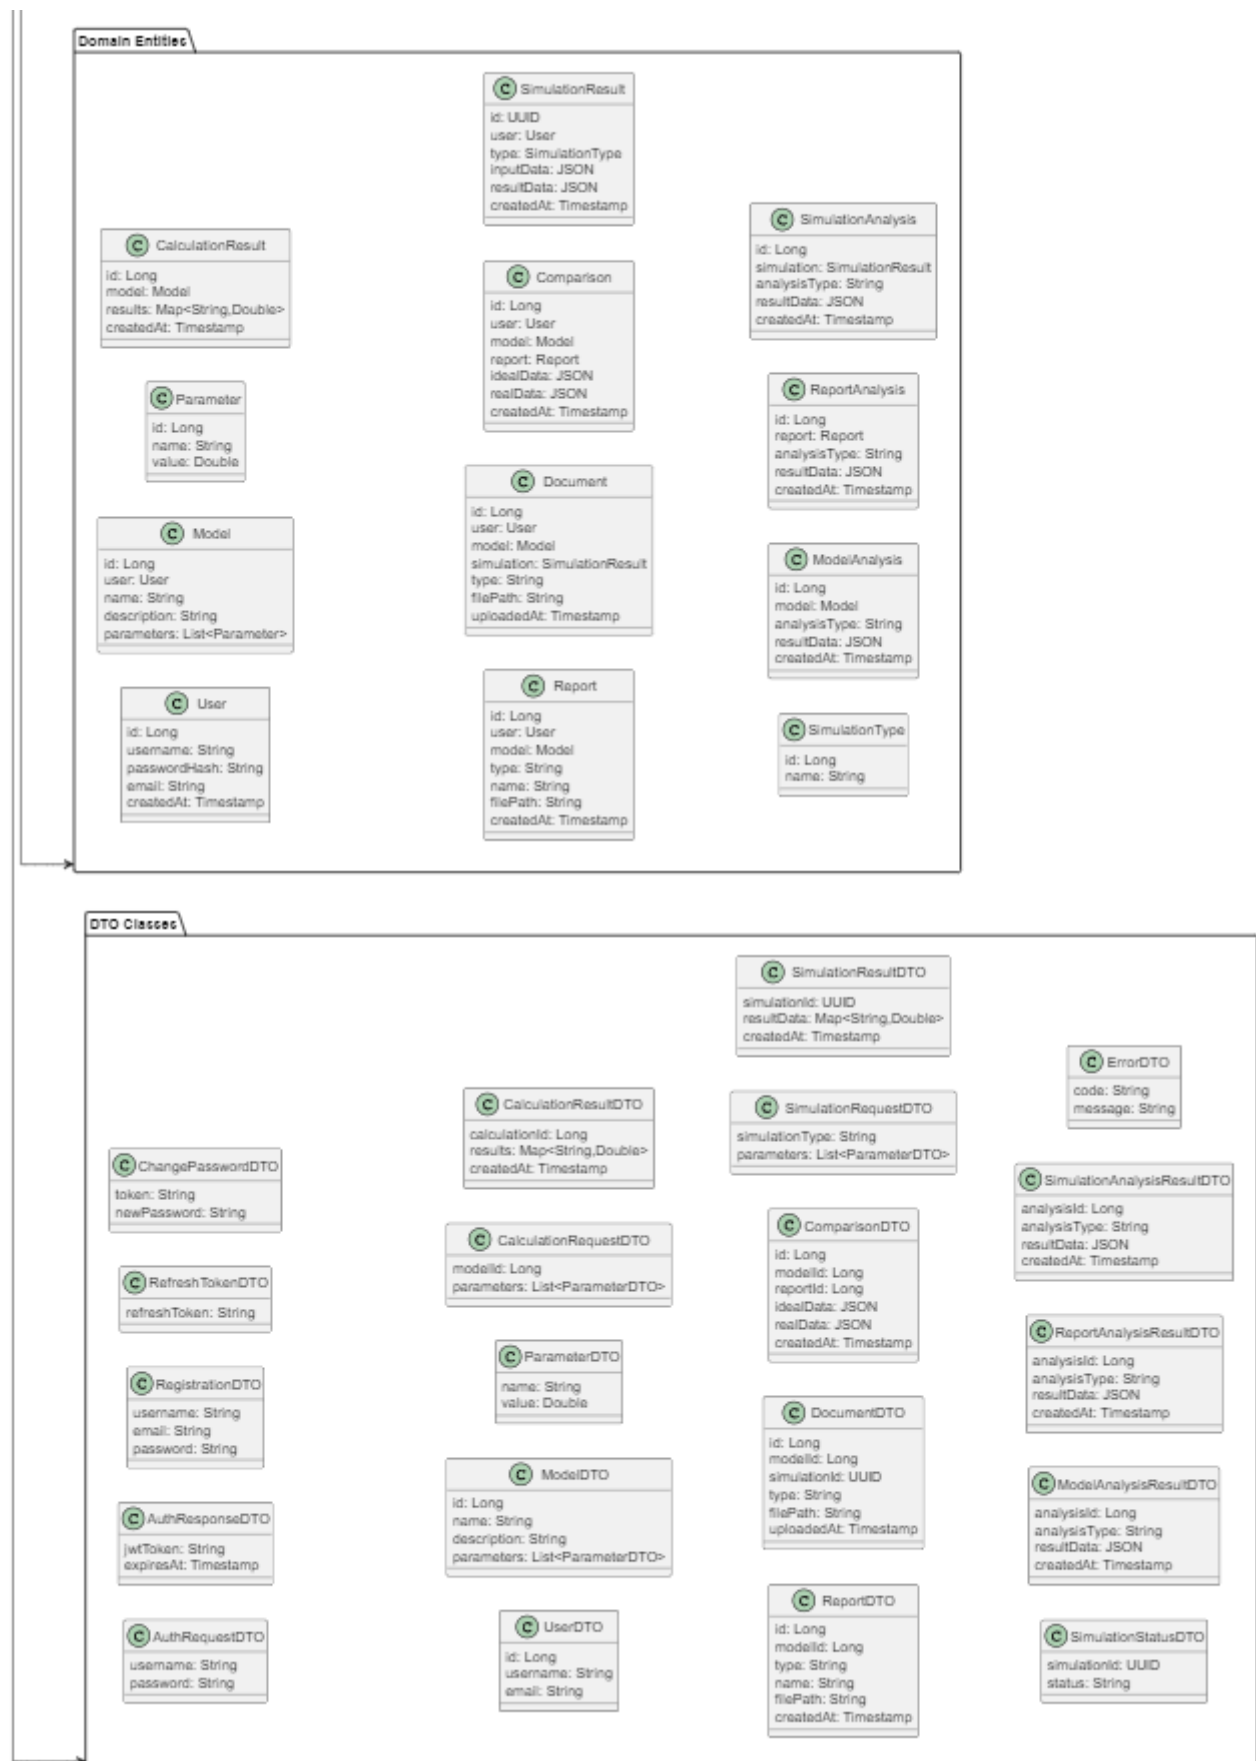 Domain Entities
C SimulationResult
id: UUID
user: User
type: SimulationType
inputData: JSON
resultData: JSON
createdAt: Timestamp
C CalculationResult
id: Long
model: Model
results: Map<String,Double>
createdAt: Timestamp
C Comparison
id: Long
user: User
model: Model
report: Report
idealData: JSON
realData: JSON
createdAt: Timestamp
C SimulationAnalysis
id: Long
simulation: SimulationResult
analysisType: String
resultData: JSON
createdAt: Timestamp
C Parameter
id: Long
name: String
value: Double
C Document
id: Long
user: User
model: Model
simulation: SimulationResult
type: String
filePath: String
uploadedAt: Timestamp
C ReportAnalysis
id: Long
report: Report
analysisType: String
resultData: JSON
createdAt: Timestamp
C Model
id: Long
user: User
name: String
description: String
parameters: List<Parameter>
C ModelAnalysis
id: Long
model: Model
analysisType: String
resultData: JSON
createdAt: Timestamp
C User
id: Long
username: String
passwordHash: String
email: String
createdAt: Timestamp
C Report
id: Long
user: User
model: Model
type: String
name: String
filePath: String
createdAt: Timestamp
C SimulationType
id: Long
name: String
DTO Classes
C SimulationResultDTO
simulationId: UUID
resultData: Map<String,Double>
createdAt: Timestamp
C ErrorDTO
code: String
message: String
C CalculationResultDTO
calculationId: Long
results: Map<String,Double>
createdAt: Timestamp
C SimulationRequestDTO
simulationType: String
parameters: List<ParameterDTO>
C ChangePasswordDTO
token: String
newPassword: String
C SimulationAnalysisResultDTO
analysisId: Long
analysisType: String
resultData: JSON
createdAt: Timestamp
C CalculationRequestDTO
modelId: Long
parameters: List<ParameterDTO>
C ComparisonDTO
id: Long
modelId: Long
reportId: Long
idealData: JSON
realData: JSON
createdAt: Timestamp
C RefreshTokenDTO
refreshToken: String
C ReportAnalysisResultDTO
analysisId: Long
analysisType: String
resultData: JSON
createdAt: Timestamp
C ParameterDTO
name: String
value: Double
C RegistrationDTO
username: String
email: String
password: String
C DocumentDTO
id: Long
modelId: Long
simulationId: UUID
type: String
filePath: String
uploadedAt: Timestamp
C ModelDTO
id: Long
name: String
description: String
parameters: List<ParameterDTO>
C ModelAnalysisResultDTO
analysisId: Long
analysisType: String
resultData: JSON
createdAt: Timestamp
C AuthResponseDTO
jwtToken: String
expiresAt: Timestamp
C ReportDTO
id: Long
modelId: Long
type: String
name: String
filePath: String
createdAt: Timestamp
C UserDTO
id: Long
username: String
email: String
C AuthRequestDTO
username: String
password: String
C SimulationStatusDTO
simulationId: UUID
status: String